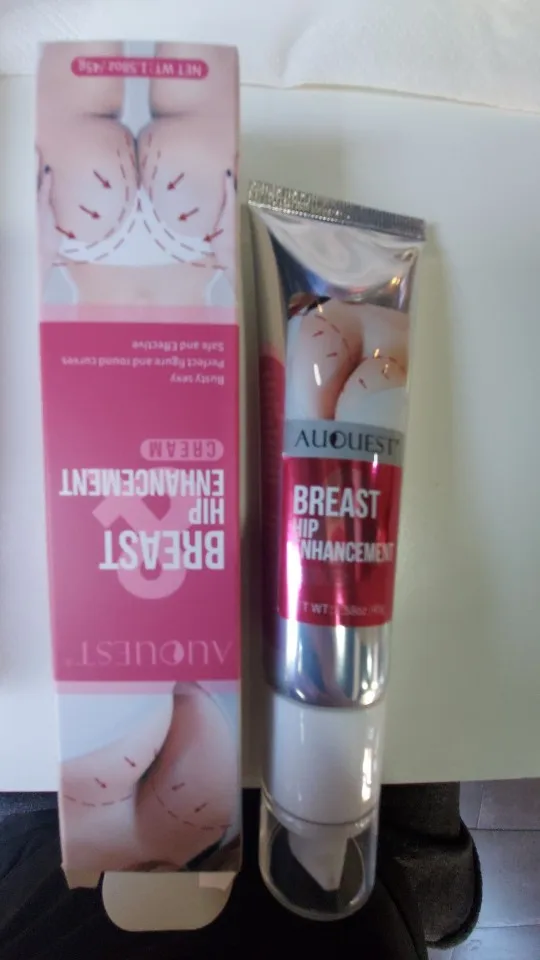 AUQUEST®
BREAST
&
HIP
ENHANCEMENT
CREAM
Busty sexy
Perfect figure and round curves
Safe and Effective
NET WT: 1.58oz /45g
AUQUEST®
BREAST
HIP
ENHANCEMENT